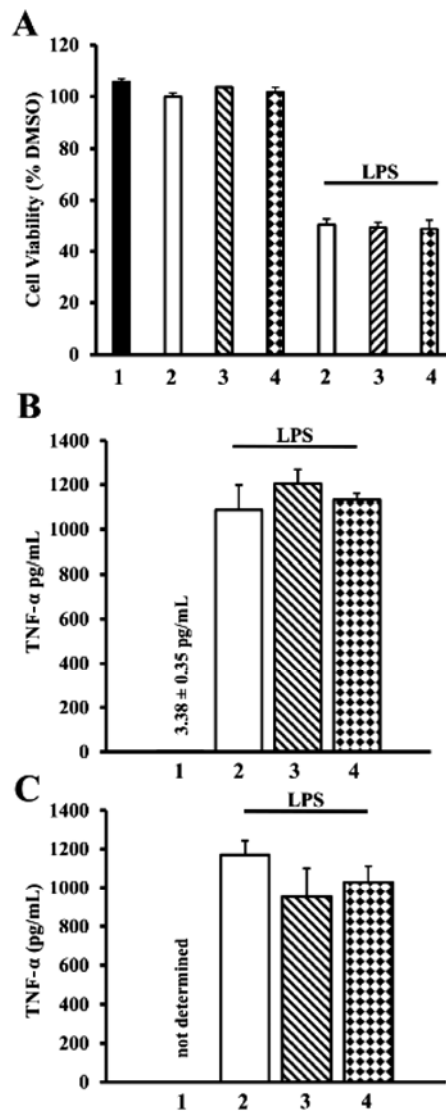 A
Cell Viability (% DMSO)
120
100
80
60
40
20
0
LPS
1 2 3 4 2 3 4
B
TNF-α pg/mL
1400
1200
1000
800
600
400
200
0
LPS
3.38 ± 0.35 pg/mL
1 2 3 4
C
TNF-α (pg/mL)
1400
1200
1000
800
600
400
200
0
LPS
not determined
1 2 3 4